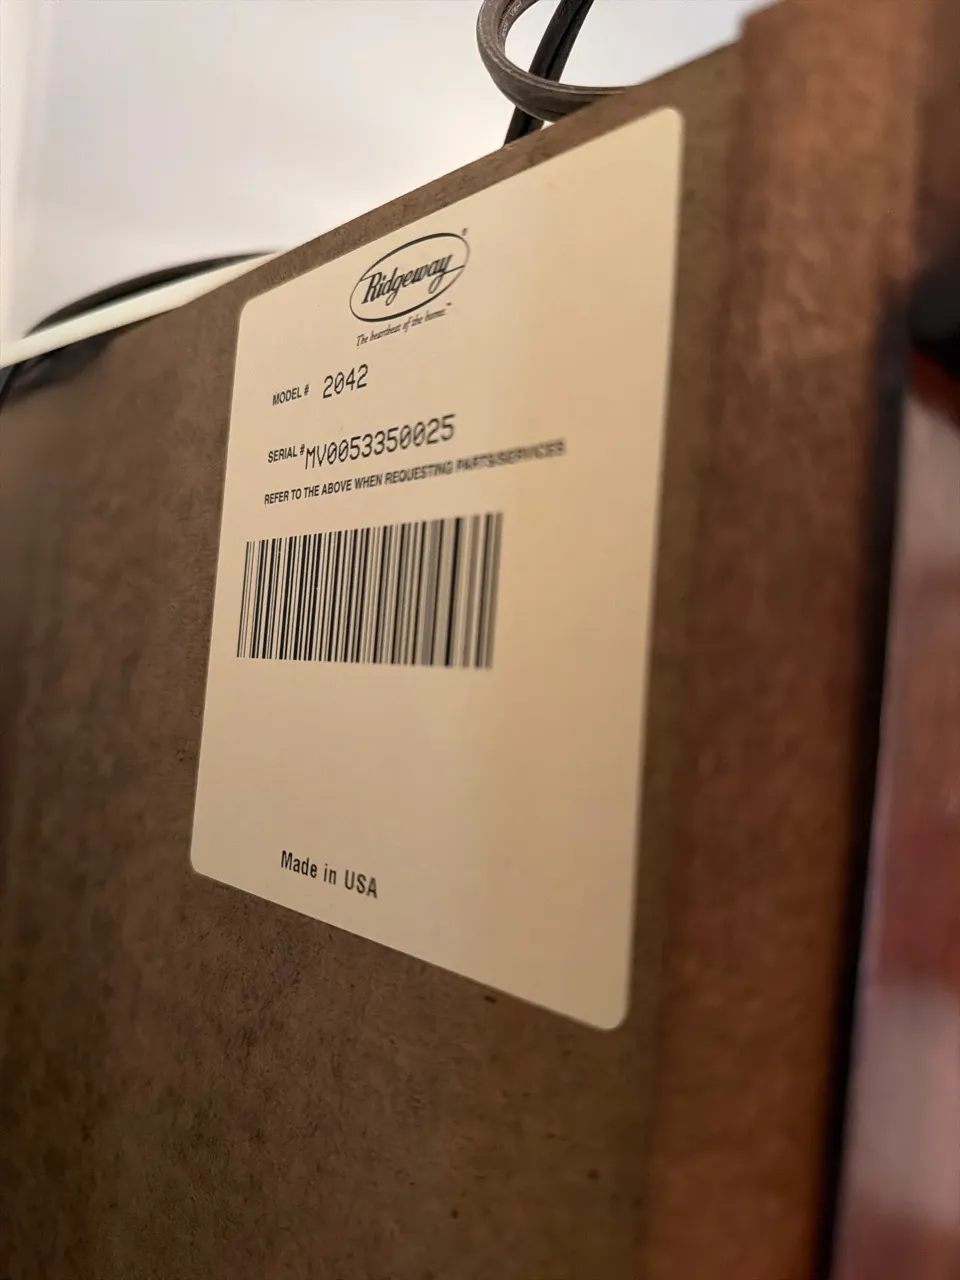 Ridgeway®
The heartbeat of the home.™
MODEL # 2042
SERIAL # MV0053350025
REFER TO THE ABOVE WHEN REQUESTING PARTS/SERVICES
Made in USA